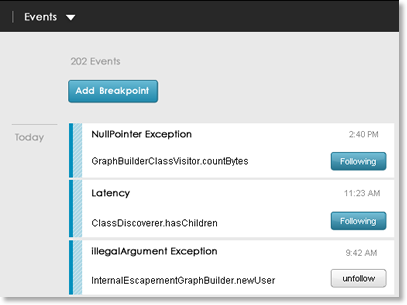 Events
202 Events
Add Breakpoint
Today
NullPointer Exception
2:40 PM
GraphBuilderClassVisitor.countBytes
Following
Latency
11:23 AM
ClassDiscoverer.hasChildren
Following
illegalArgument Exception
9:42 AM
InternalEscapementGraphBuilder.newUser
unfollow